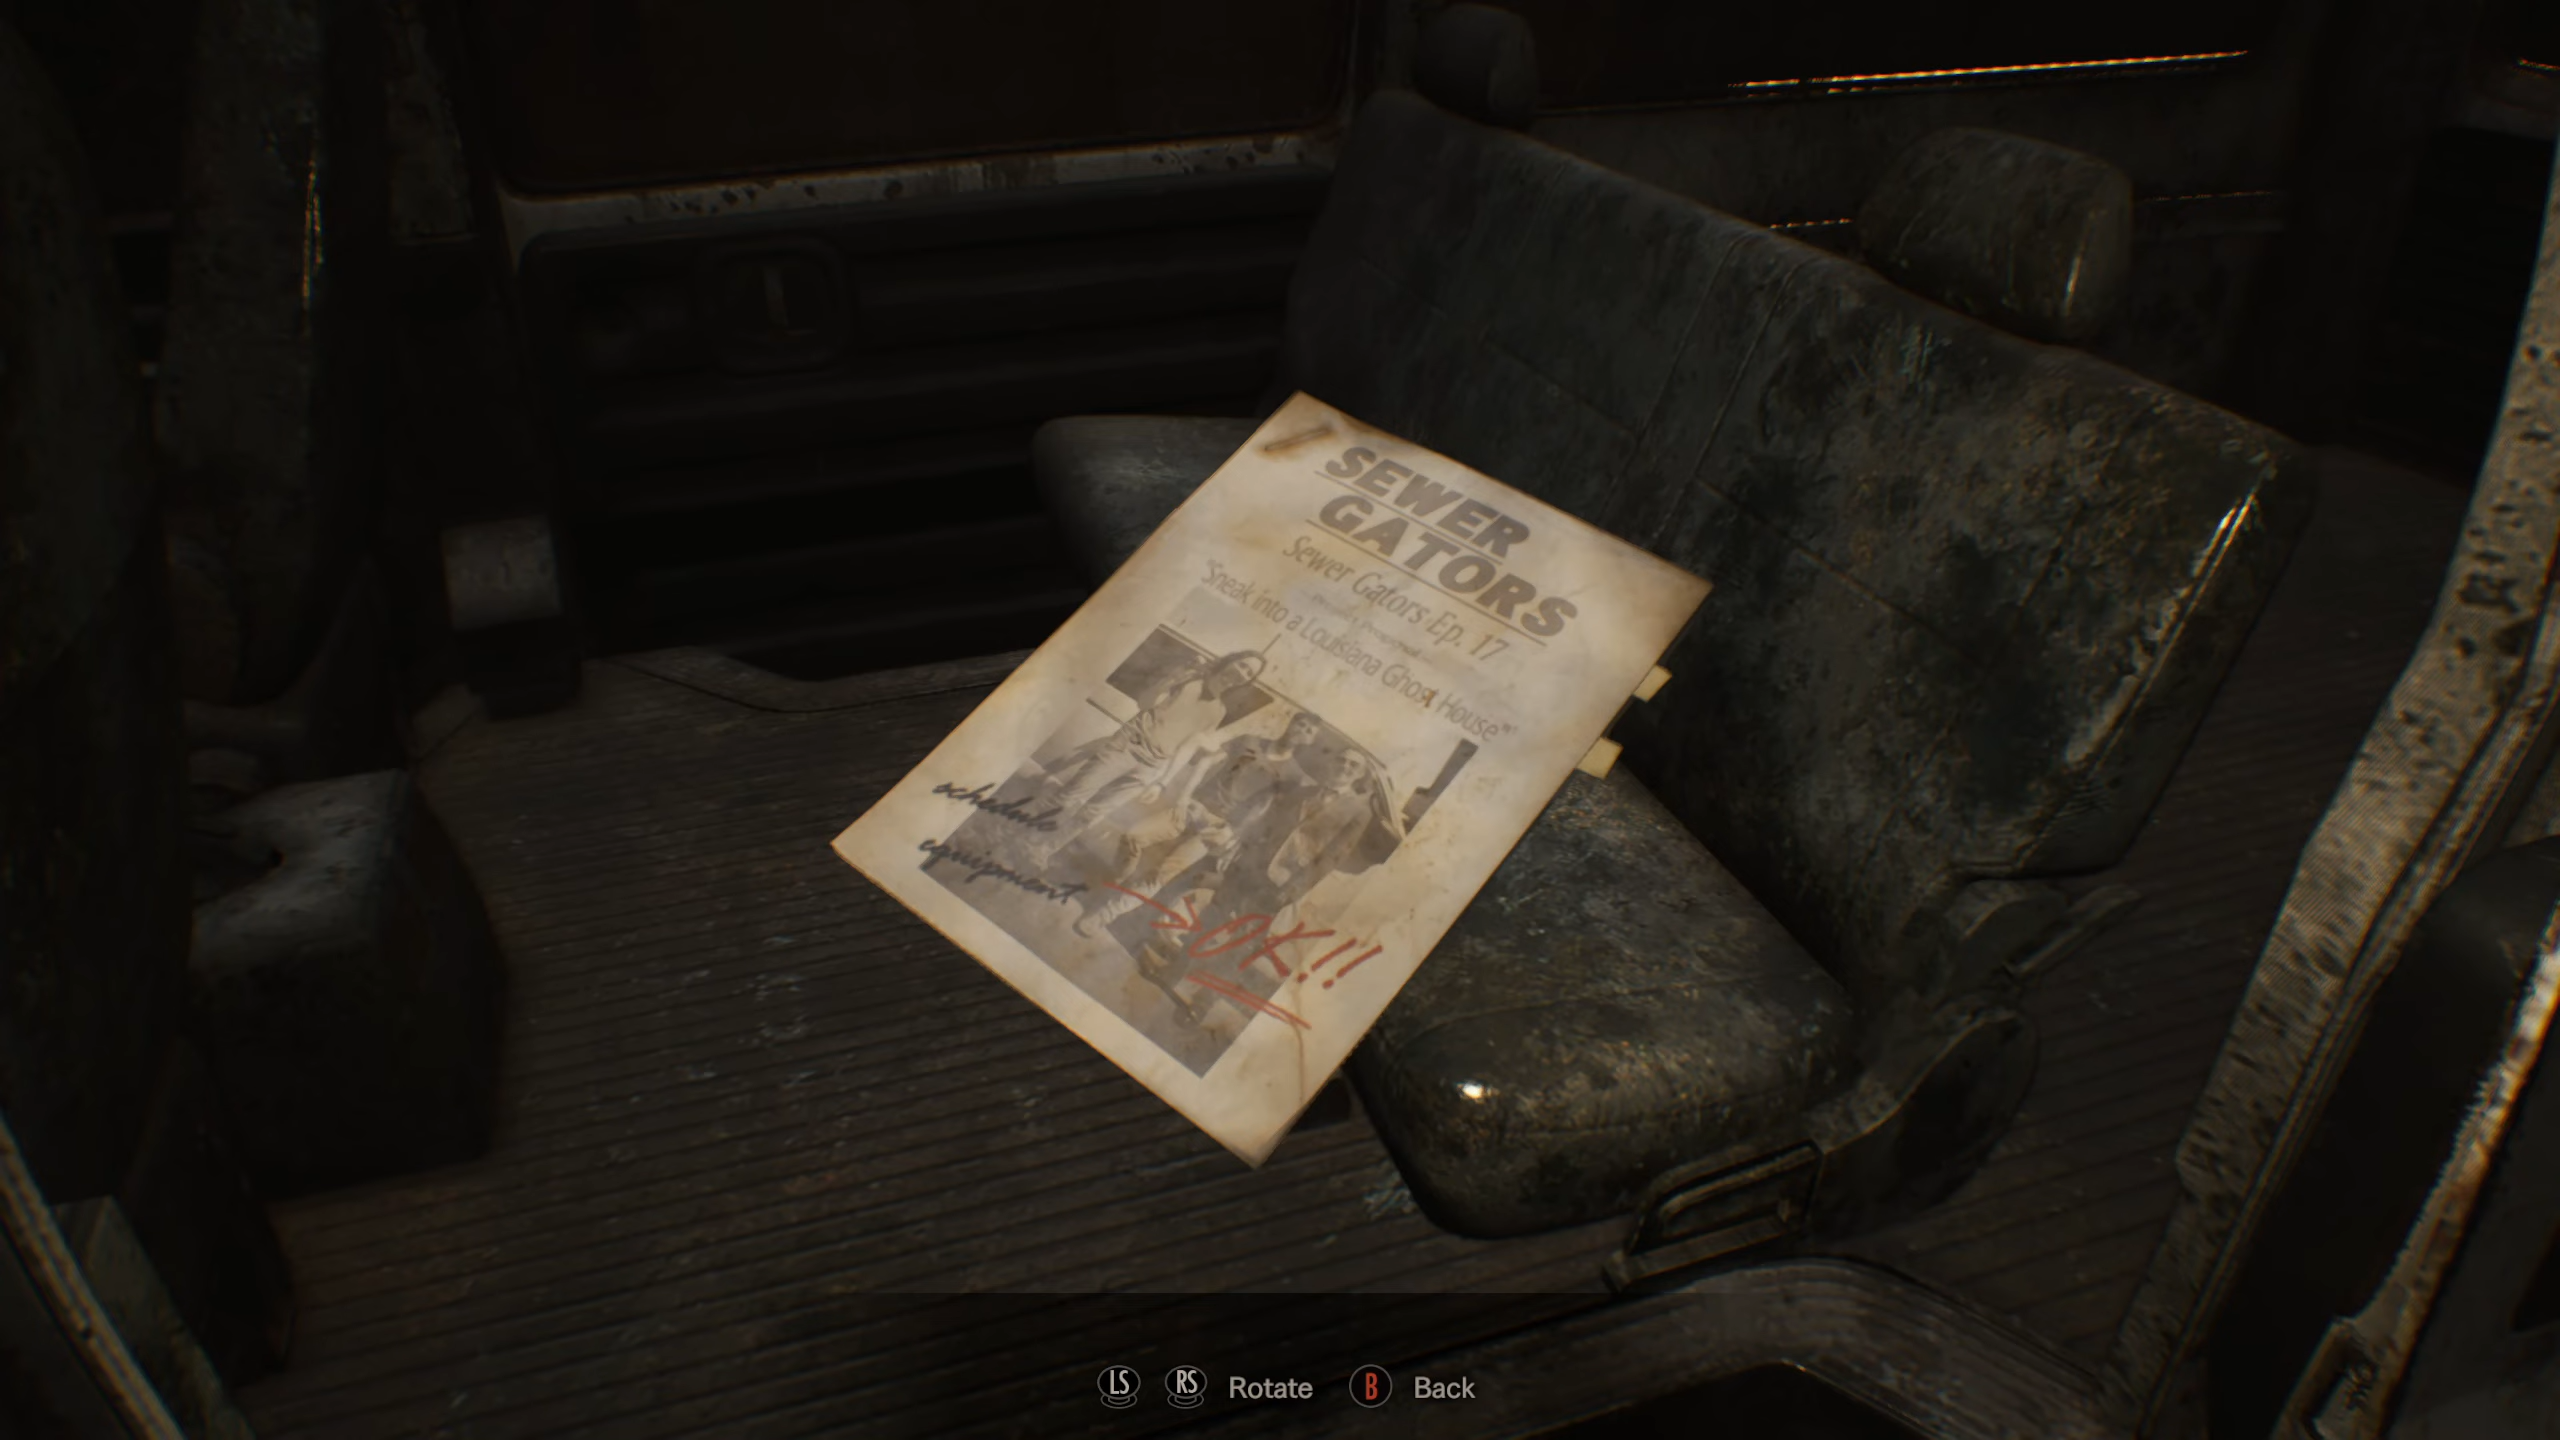 SEWER
GATORS
Sewer Gators Ep. 17
"Sneak into a Louisiana Ghost House"
schedule
equipment
→OK!!
LS RS Rotate B Back